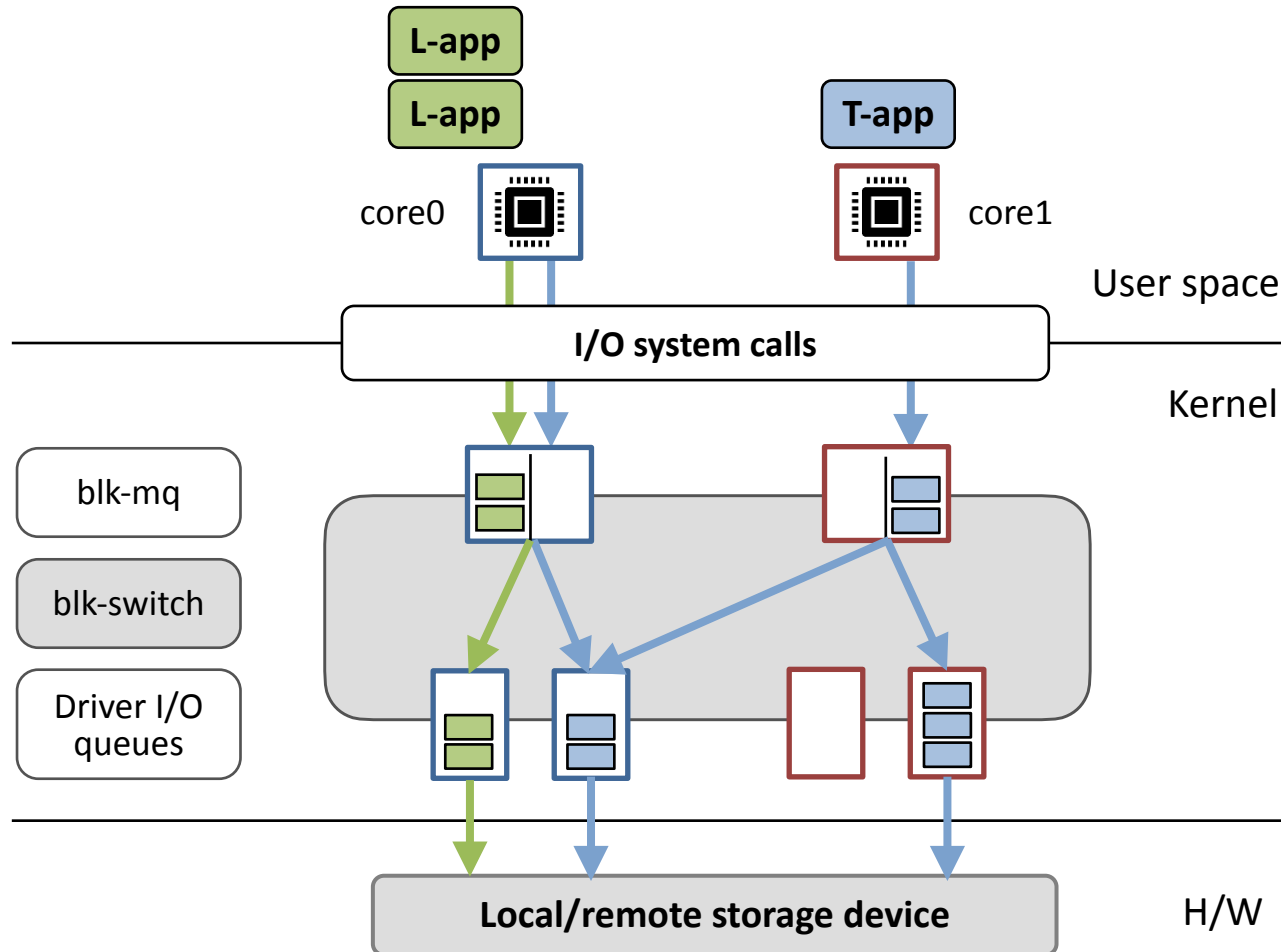 L-app
L-app
T-app
core0
core1
User space
I/O system calls
Kernel
blk-mq
blk-switch
Driver I/O
queues
Local/remote storage device
H/W